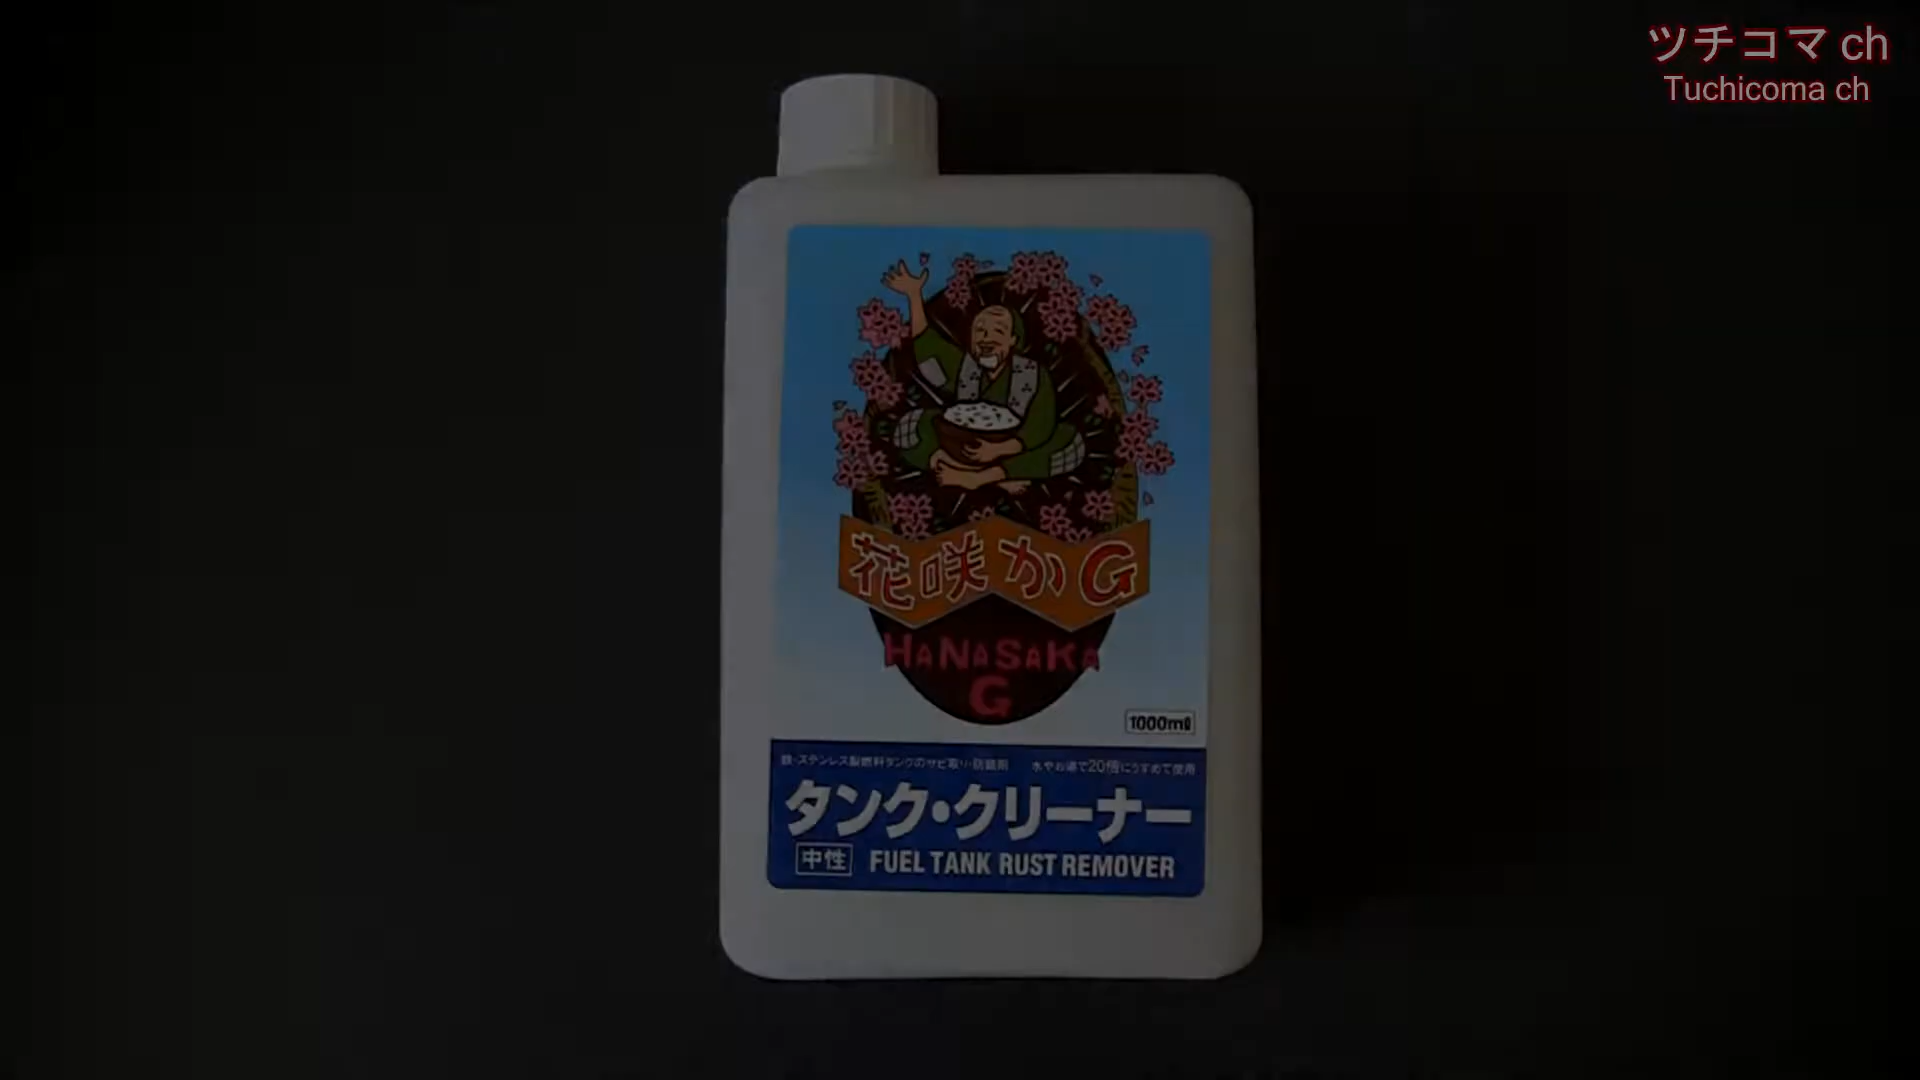 ツチコマ ch
Tuchicoma ch
花咲かG
HANASAKA
G
1000ml
鉄・ステンレス製燃料タンクのサビ取り・防錆剤 水やお湯で20倍にうすめて使用
タンク・クリーナー
中性 FUEL TANK RUST REMOVER